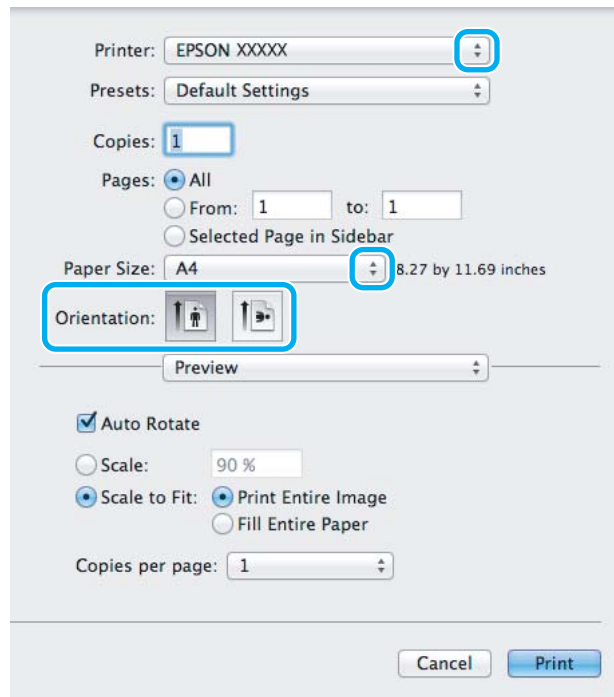 Printer: EPSON XXXXX
Presets: Default Settings
Copies: 1
Pages: All
From: 1 to: 1
Selected Page in Sidebar
Paper Size: A4 8.27 by 11.69 inches
Orientation:
Preview
Auto Rotate
Scale: 90 %
Scale to Fit: Print Entire Image
Fill Entire Paper
Copies per page: 1
Cancel Print